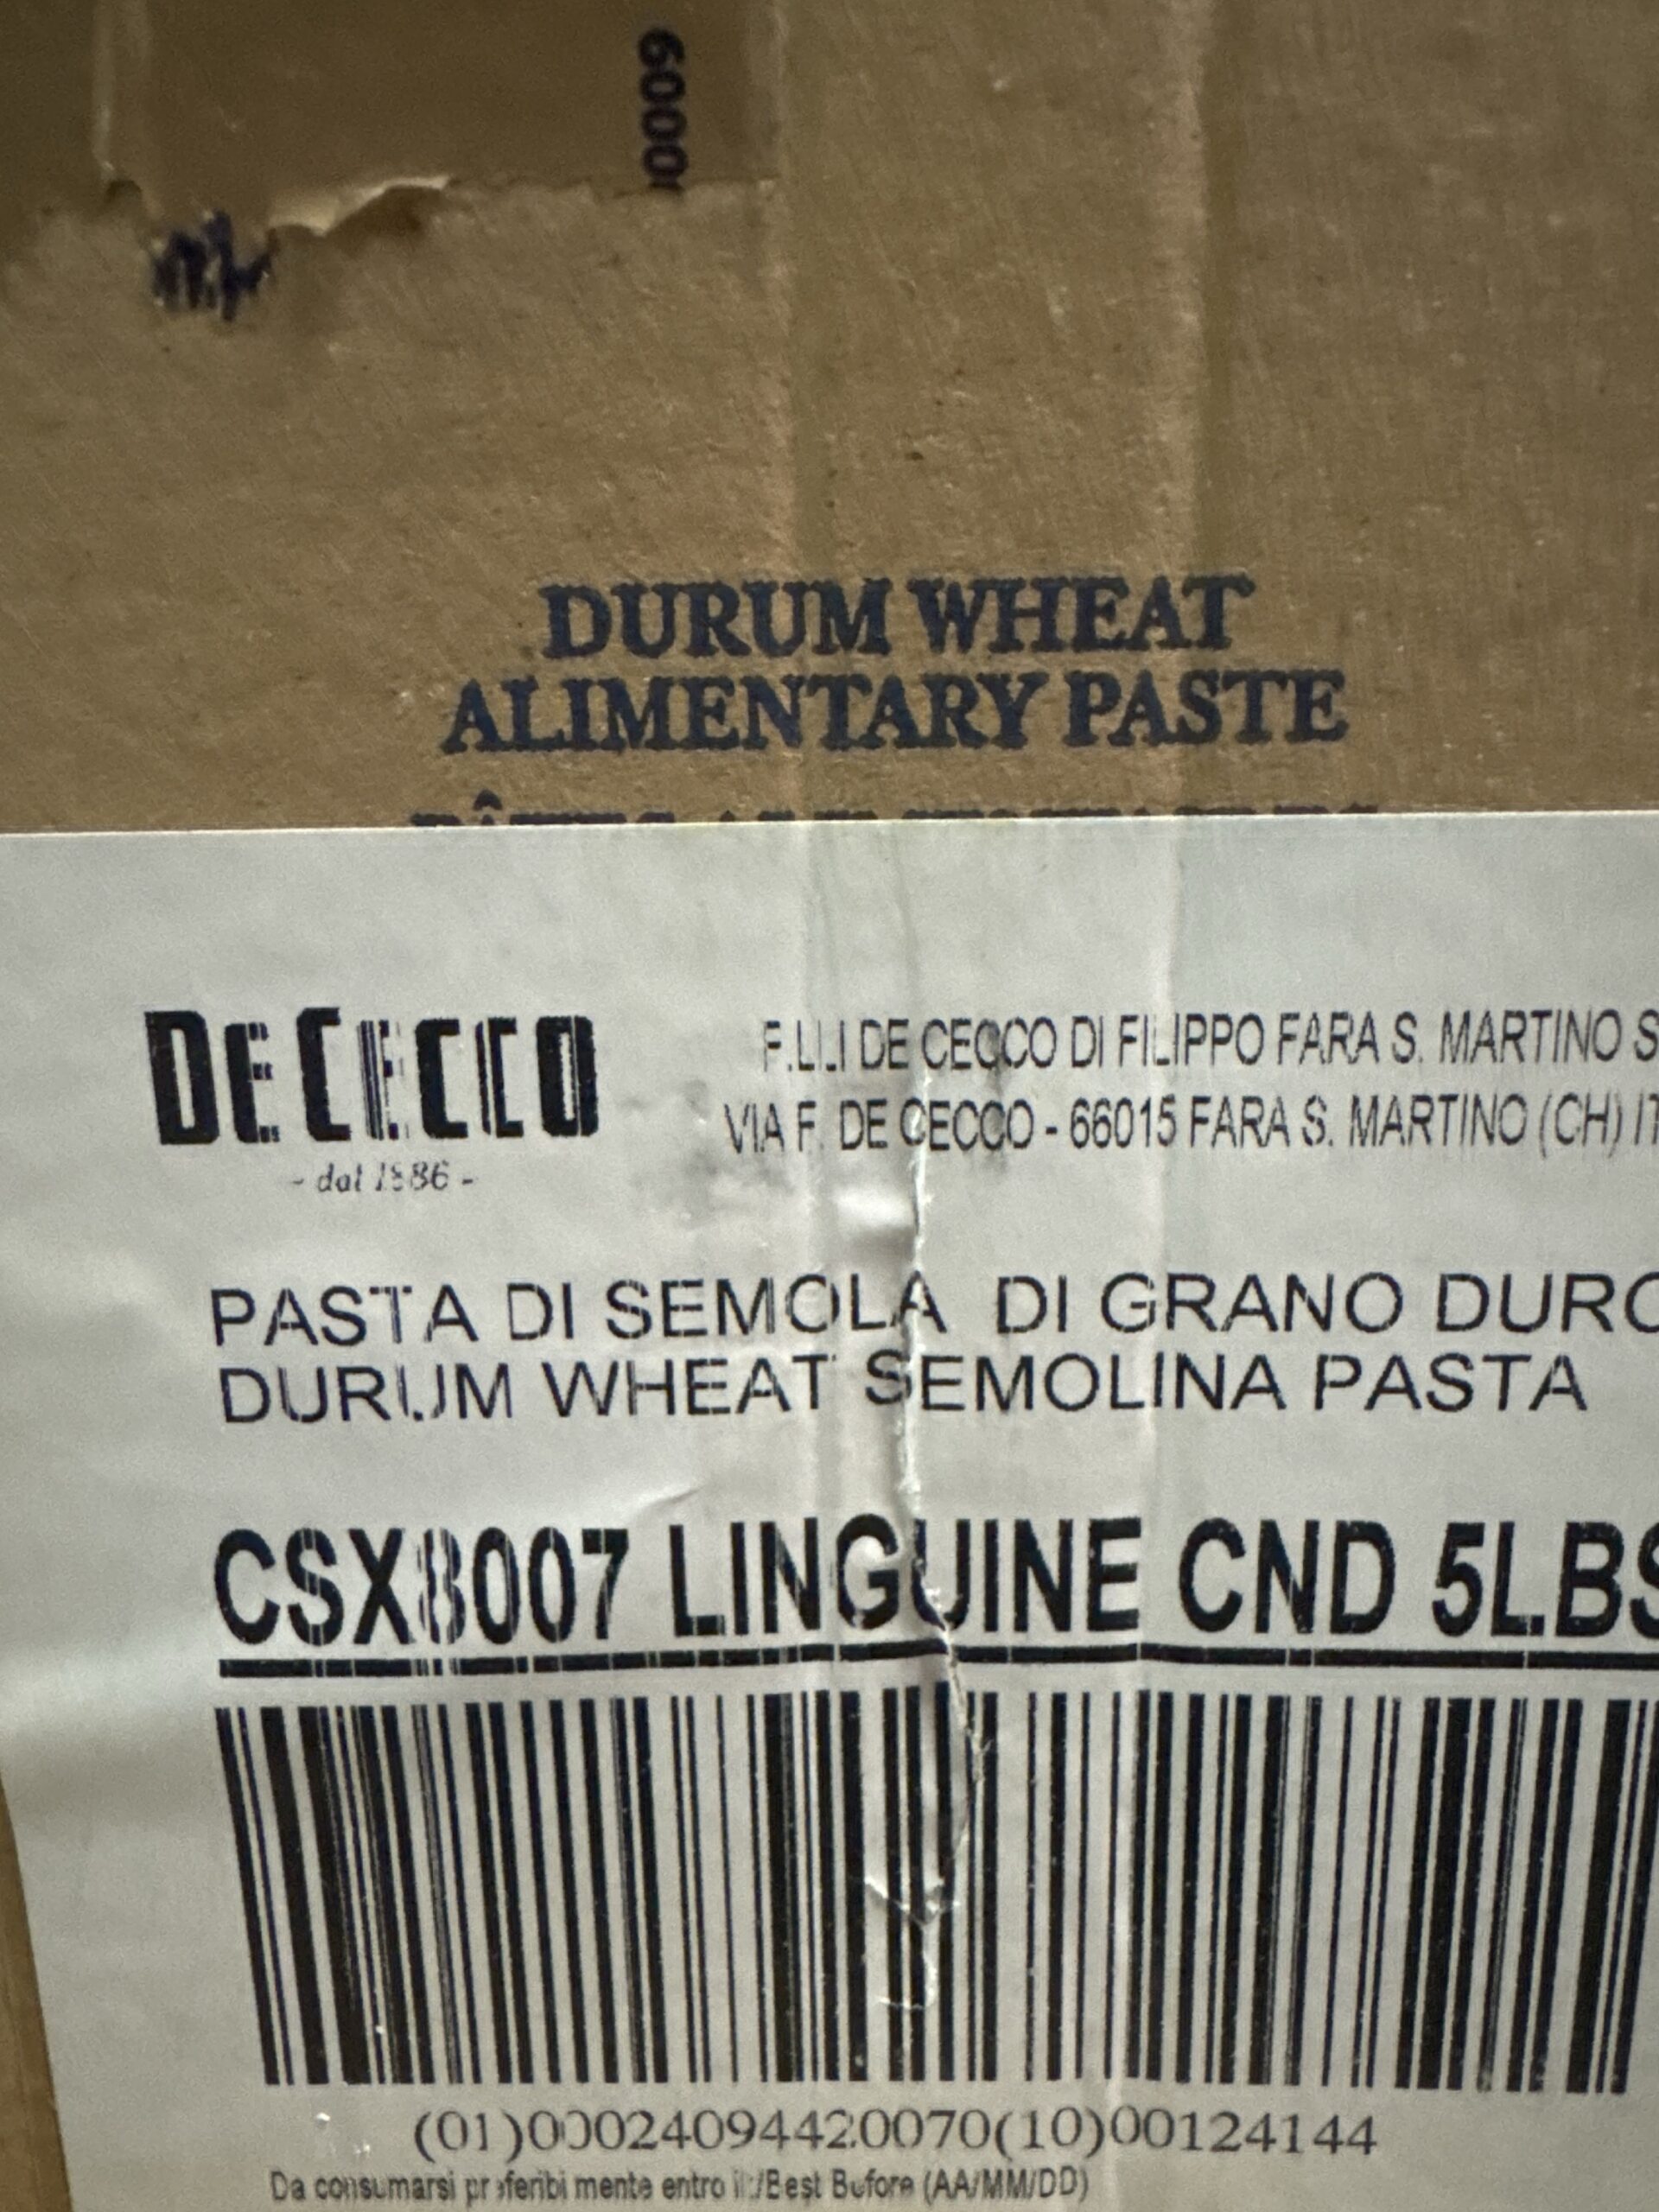 DURUM WHEAT
ALIMENTARY PASTE
DE CECCO
- dal 1886 -
F.LLI DE CECCO DI FILIPPO FARA S. MARTINO S
VIA F. DE CECCO - 66015 FARA S. MARTINO (CH) IT
PASTA DI SEMOLA DI GRANO DURO
DURUM WHEAT SEMOLINA PASTA
CSX8007 LINGUINE CND 5LBS
(01)00024094420070(10)00124144
Da consumarsi preferibilmente entro il:/Best Before (AA/MM/DD)